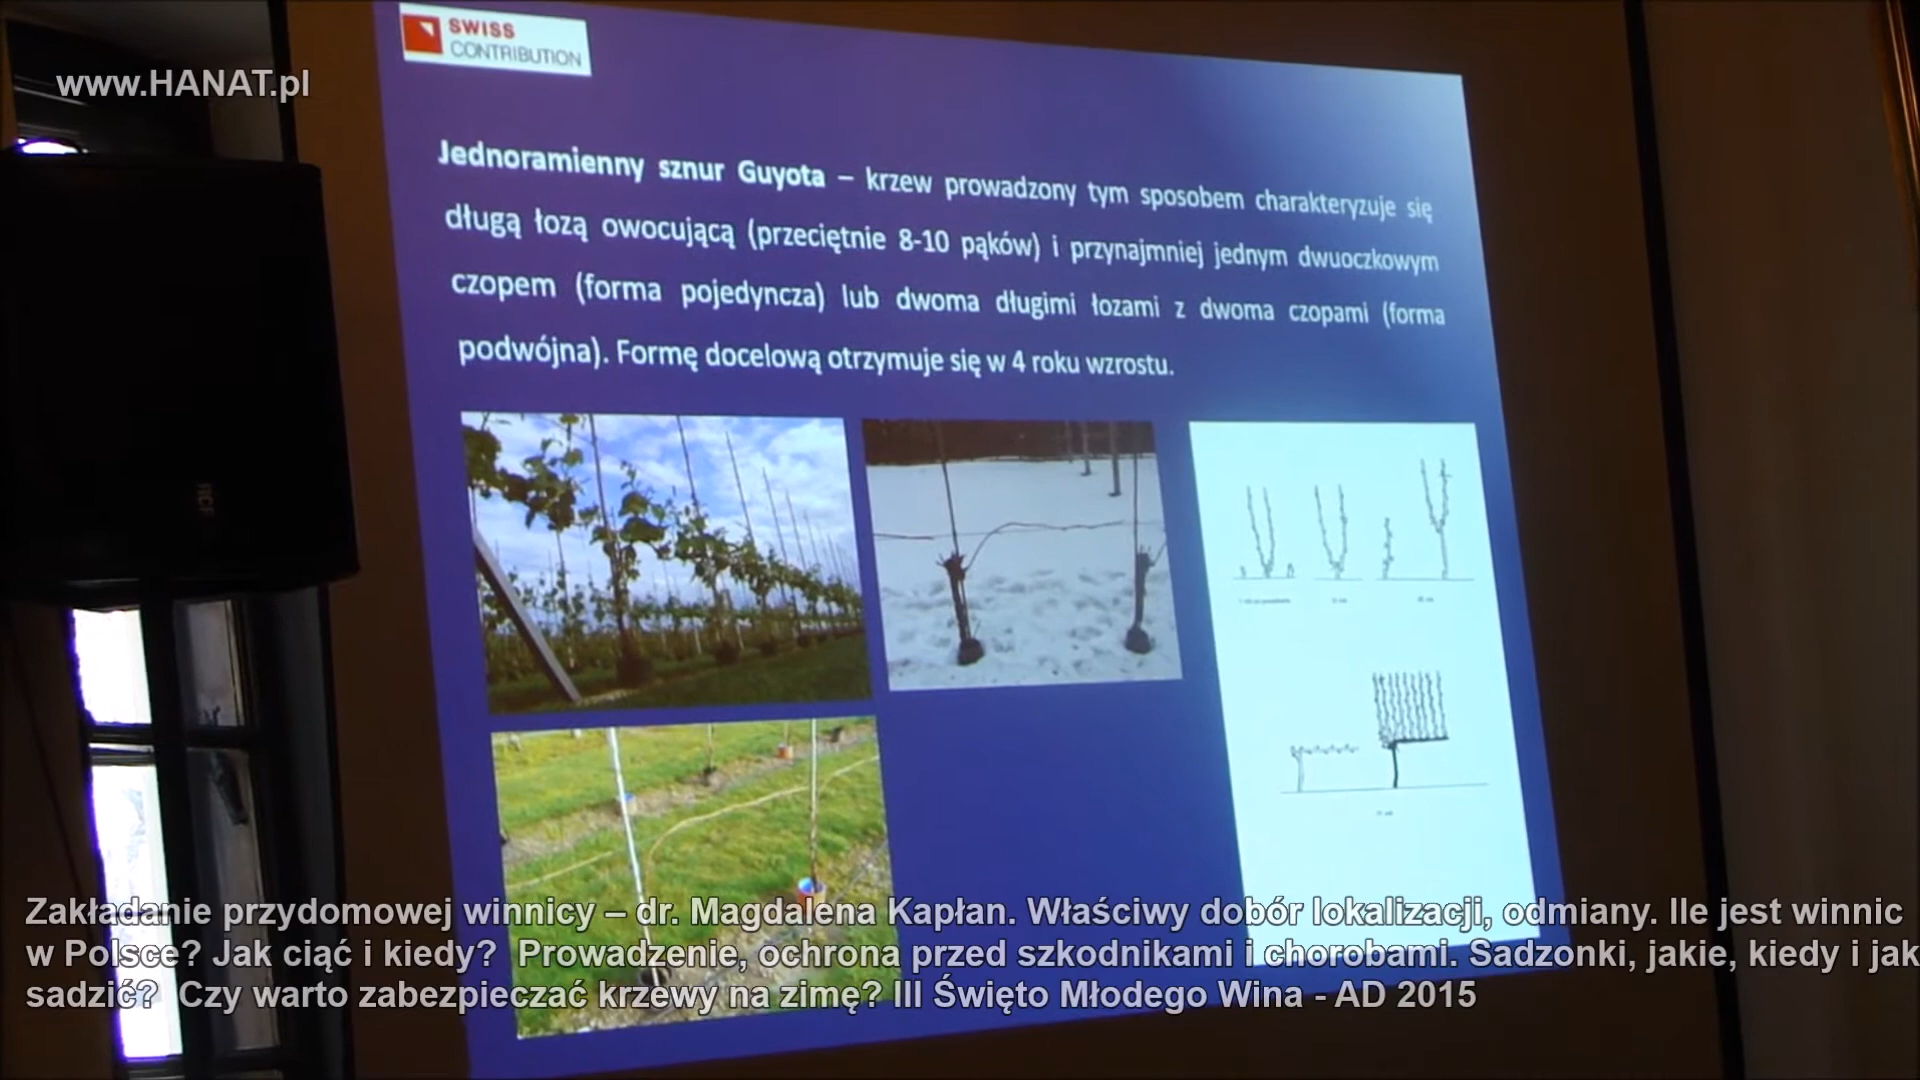 SWISS
CONTRIBUTION
www.HANAT.pl
Jednoramienny sznur Guyota – krzew prowadzony tym sposobem charakteryzuje się
długą łozą owocującą (przeciętnie 8-10 pąków) i przynajmniej jednym dwuoczkowym
czopem (forma pojedyncza) lub dwoma długimi łozami z dwoma czopami (forma
podwójna). Formę docelową otrzymuje się w 4 roku wzrostu.
RCF
Zakładanie przydomowej winnicy – dr. Magdalena Kapłan. Właściwy dobór lokalizacji, odmiany. Ile jest winnic
w Polsce? Jak ciąć i kiedy? Prowadzenie, ochrona przed szkodnikami i chorobami. Sadzonki, jakie, kiedy i jak
sadzić? Czy warto zabezpieczać krzewy na zimę? III Święto Młodego Wina - AD 2015